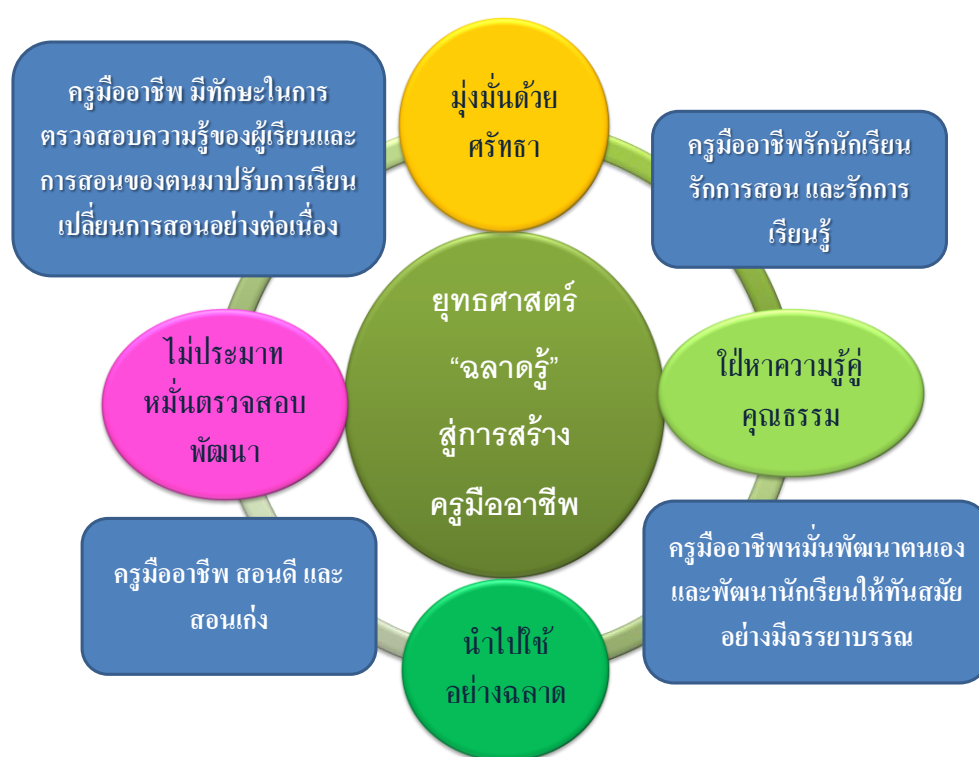 มุ่งมั่นด้วย
ศรัทธา
ครูมืออาชีพ มีทักษะในการ
ตรวจสอบความรู้ของผู้เรียนและ
การสอนของตนมาปรับการเรียน
เปลี่ยนการสอนอย่างต่อเนื่อง
ครูมืออาชีพรักนักเรียน
รักการสอน และรักการ
เรียนรู้
ยุทธศาสตร์
“ฉลาดรู้”
สู่การสร้าง
ครูมืออาชีพ
ไม่ประมาท
หมั่นตรวจสอบ
พัฒนา
ใฝ่หาความรู้คู่
คุณธรรม
ครูมืออาชีพ สอนดี และ
สอนเก่ง
ครูมืออาชีพหมั่นพัฒนาตนเอง
และพัฒนานักเรียนให้ทันสมัย
อย่างมีจรรยาบรรณ
นำไปใช้
อย่างฉลาด